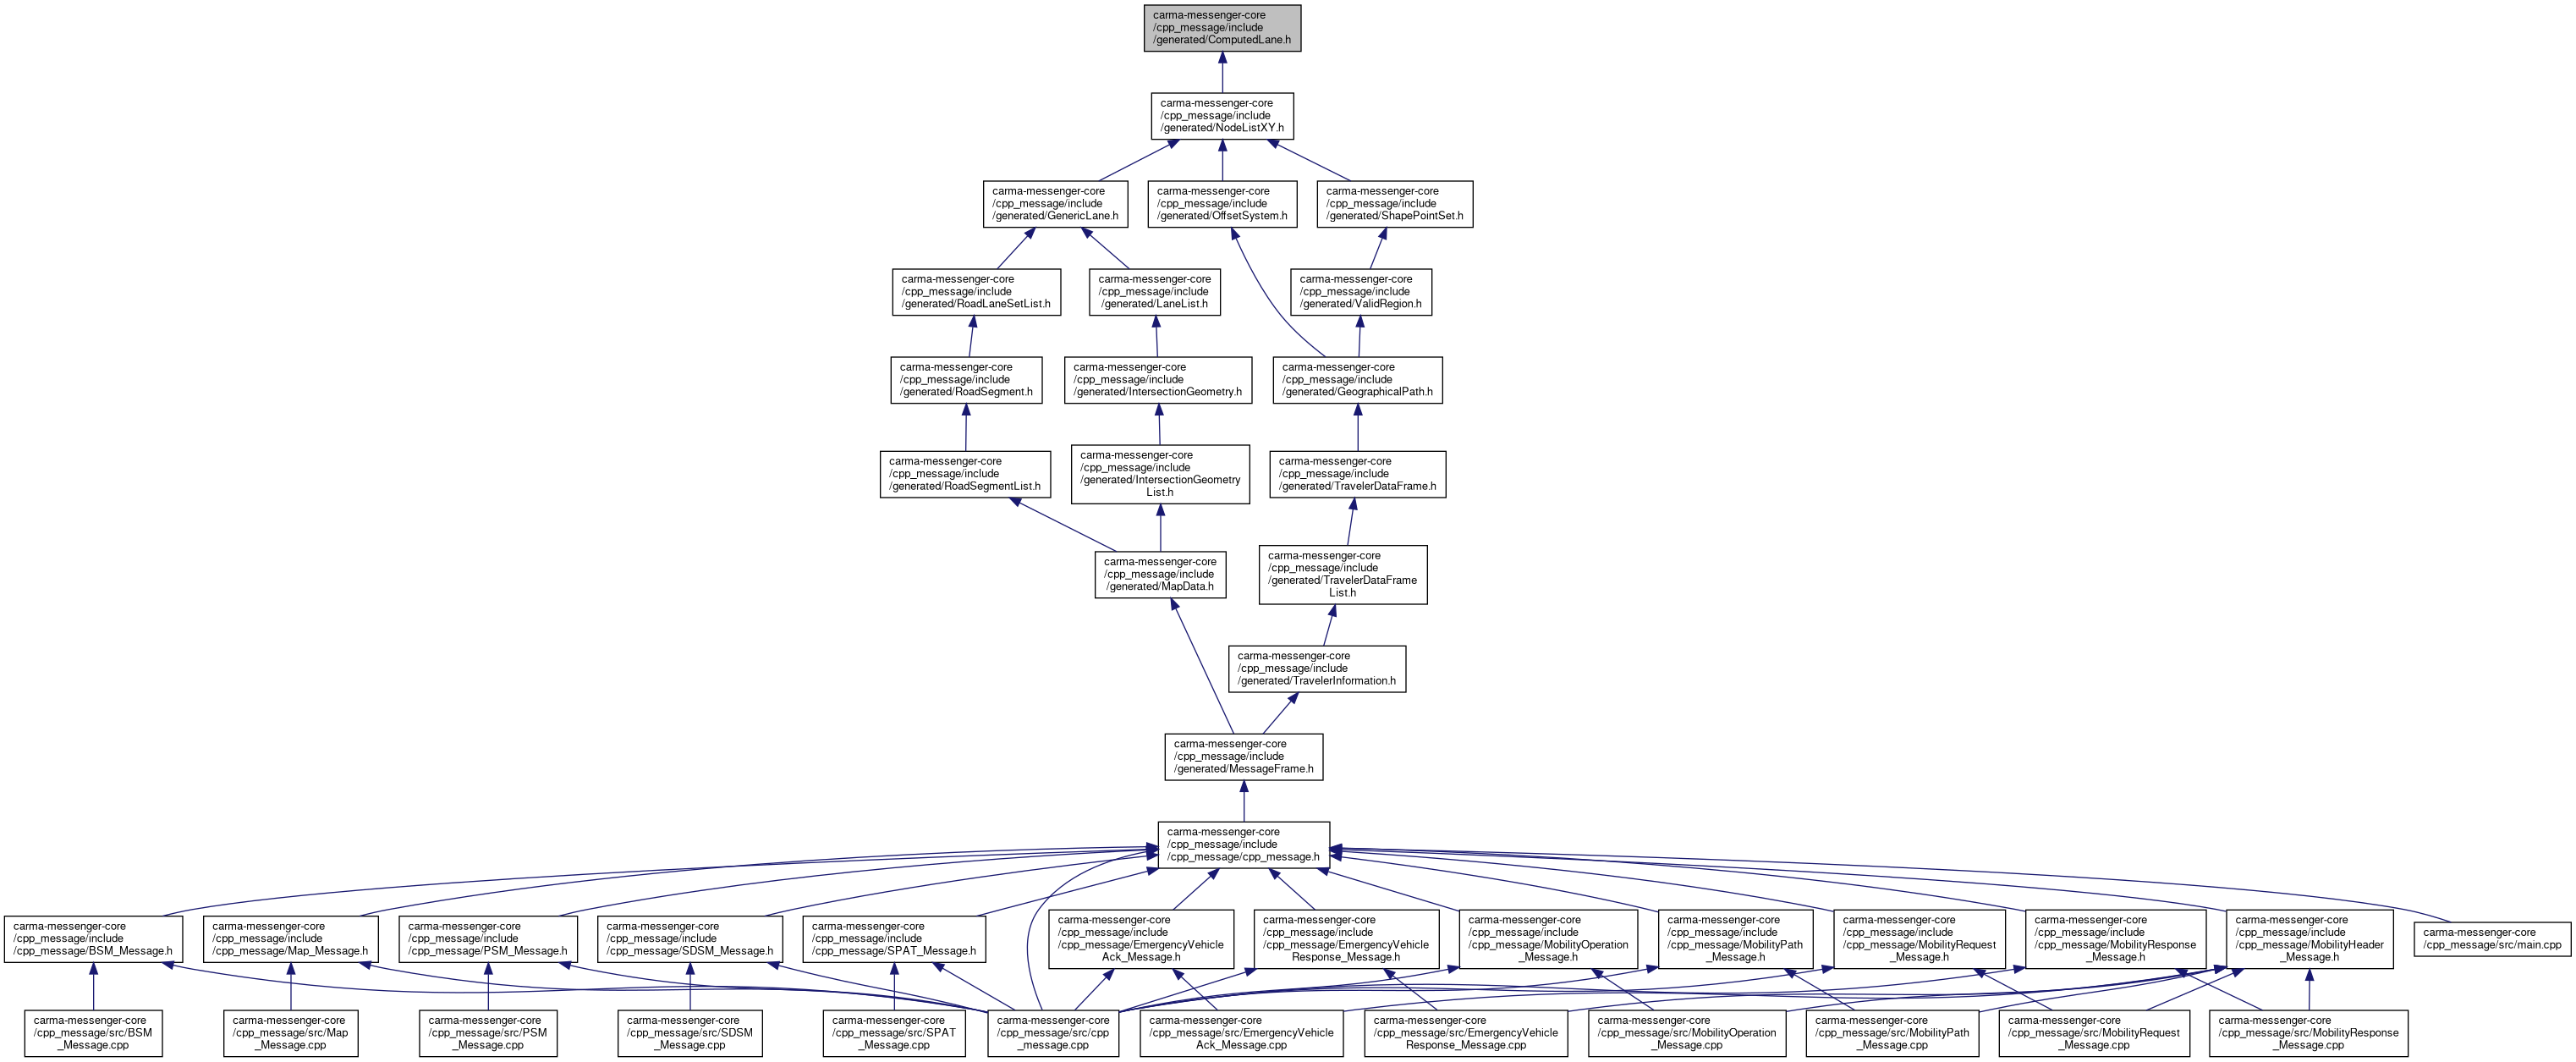 carma-messenger-core
/cpp_message/include
/generated/ComputedLane.h
carma-messenger-core
/cpp_message/include
/generated/NodeListXY.h
carma-messenger-core
/cpp_message/include
/generated/GenericLane.h
carma-messenger-core
/cpp_message/include
/generated/OffsetSystem.h
carma-messenger-core
/cpp_message/include
/generated/ShapePointSet.h
carma-messenger-core
/cpp_message/include
/generated/RoadLaneSetList.h
carma-messenger-core
/cpp_message/include
/generated/LaneList.h
carma-messenger-core
/cpp_message/include
/generated/ValidRegion.h
carma-messenger-core
/cpp_message/include
/generated/RoadSegment.h
carma-messenger-core
/cpp_message/include
/generated/IntersectionGeometry.h
carma-messenger-core
/cpp_message/include
/generated/GeographicalPath.h
carma-messenger-core
/cpp_message/include
/generated/RoadSegmentList.h
carma-messenger-core
/cpp_message/include
/generated/IntersectionGeometry
List.h
carma-messenger-core
/cpp_message/include
/generated/TravelerDataFrame.h
carma-messenger-core
/cpp_message/include
/generated/MapData.h
carma-messenger-core
/cpp_message/include
/generated/TravelerDataFrame
List.h
carma-messenger-core
/cpp_message/include
/generated/TravelerInformation.h
carma-messenger-core
/cpp_message/include
/generated/MessageFrame.h
carma-messenger-core
/cpp_message/include
/cpp_message/cpp_message.h
carma-messenger-core
/cpp_message/include
/cpp_message/BSM_Message.h
carma-messenger-core
/cpp_message/include
/cpp_message/Map_Message.h
carma-messenger-core
/cpp_message/include
/cpp_message/PSM_Message.h
carma-messenger-core
/cpp_message/include
/cpp_message/SDSM_Message.h
carma-messenger-core
/cpp_message/include
/cpp_message/SPAT_Message.h
carma-messenger-core
/cpp_message/include
/cpp_message/EmergencyVehicle
Ack_Message.h
carma-messenger-core
/cpp_message/include
/cpp_message/EmergencyVehicle
Response_Message.h
carma-messenger-core
/cpp_message/include
/cpp_message/MobilityOperation
_Message.h
carma-messenger-core
/cpp_message/include
/cpp_message/MobilityPath
_Message.h
carma-messenger-core
/cpp_message/include
/cpp_message/MobilityRequest
_Message.h
carma-messenger-core
/cpp_message/include
/cpp_message/MobilityResponse
_Message.h
carma-messenger-core
/cpp_message/include
/cpp_message/MobilityHeader
_Message.h
carma-messenger-core
/cpp_message/src/main.cpp
carma-messenger-core
/cpp_message/src/BSM
_Message.cpp
carma-messenger-core
/cpp_message/src/Map
_Message.cpp
carma-messenger-core
/cpp_message/src/PSM
_Message.cpp
carma-messenger-core
/cpp_message/src/SDSM
_Message.cpp
carma-messenger-core
/cpp_message/src/SPAT
_Message.cpp
carma-messenger-core
/cpp_message/src/cpp
_message.cpp
carma-messenger-core
/cpp_message/src/EmergencyVehicle
Ack_Message.cpp
carma-messenger-core
/cpp_message/src/EmergencyVehicle
Response_Message.cpp
carma-messenger-core
/cpp_message/src/MobilityOperation
_Message.cpp
carma-messenger-core
/cpp_message/src/MobilityPath
_Message.cpp
carma-messenger-core
/cpp_message/src/MobilityRequest
_Message.cpp
carma-messenger-core
/cpp_message/src/MobilityResponse
_Message.cpp